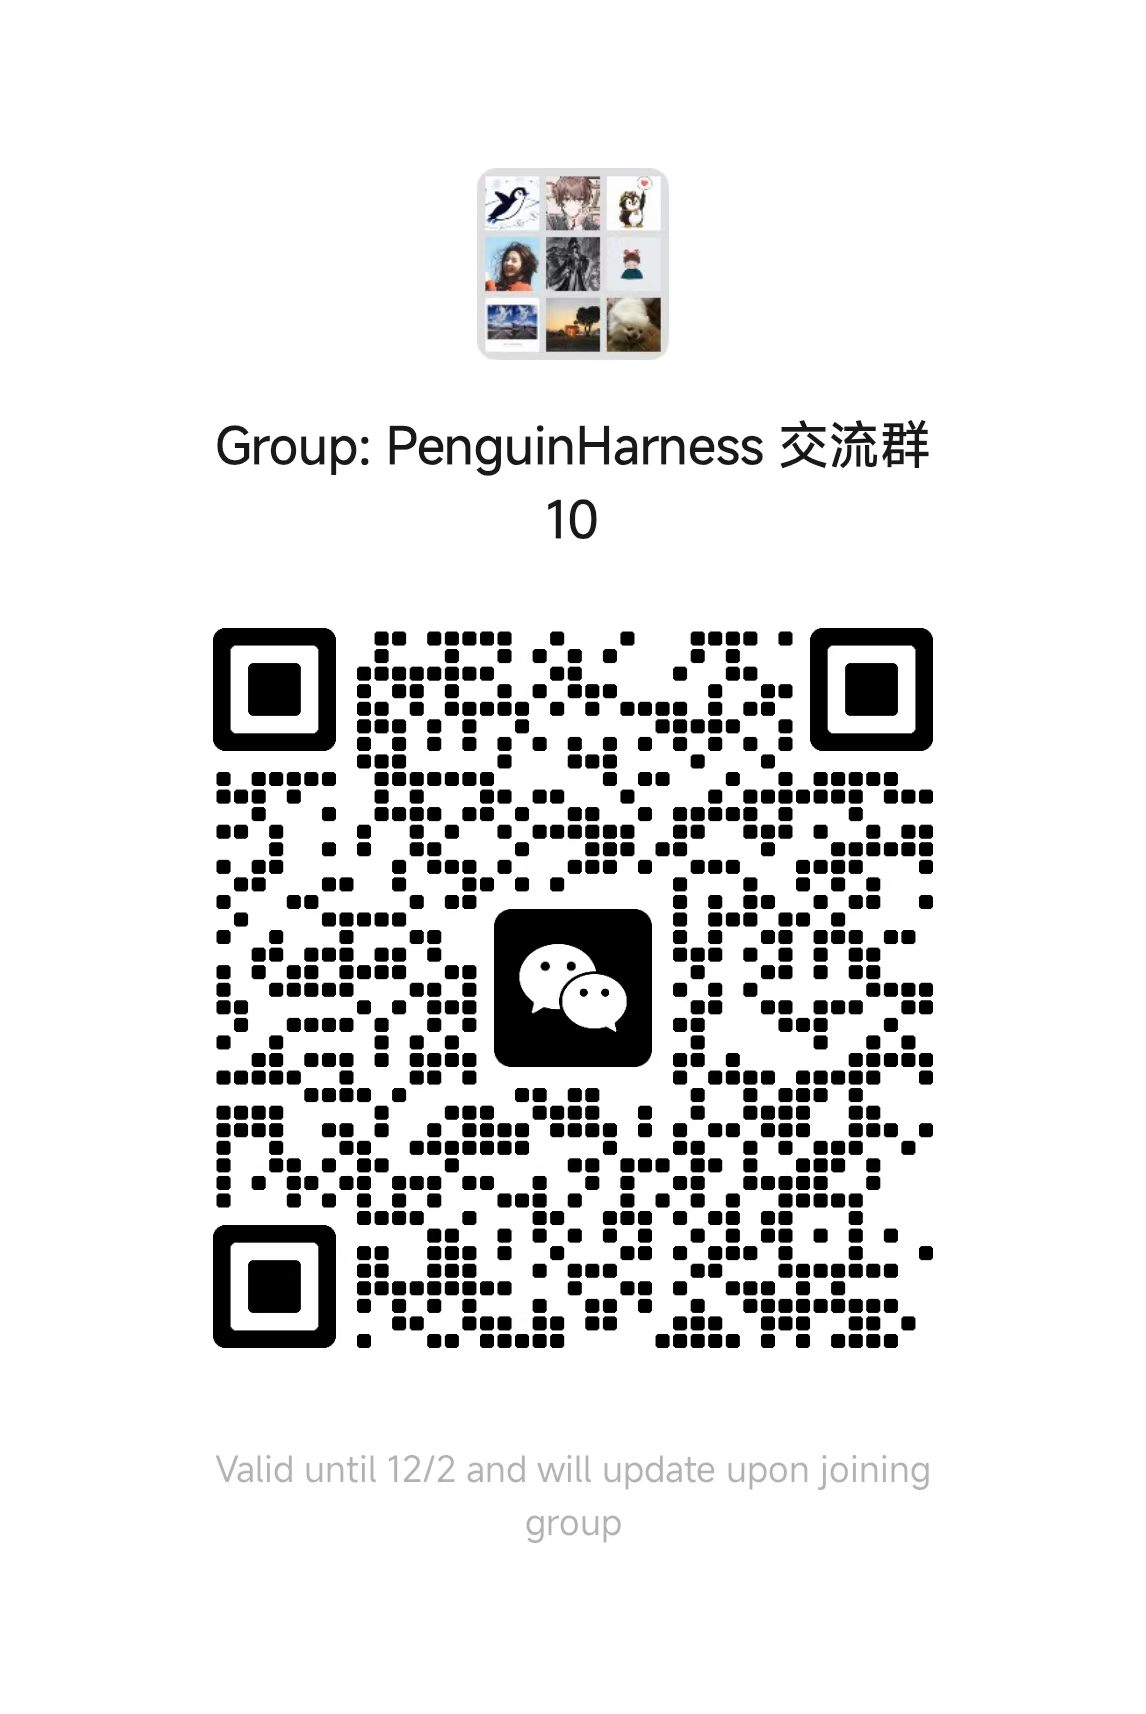 Group: PenguinHarness 交流群
10
Valid until 12/2 and will update upon joining
group